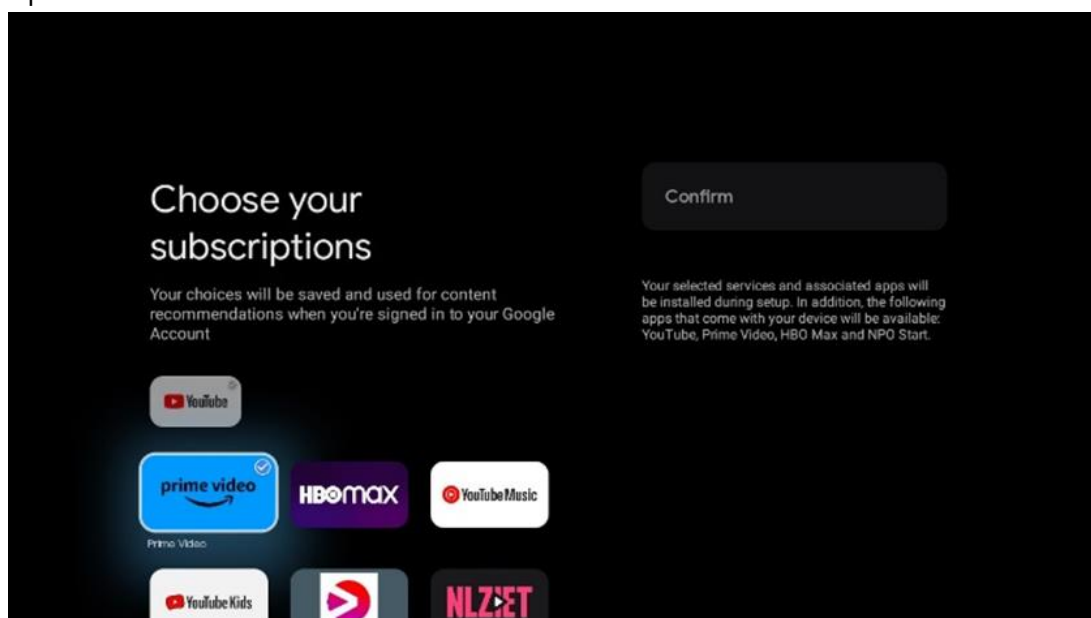 Choose your
subscriptions
Your choices will be saved and used for content
recommendations when you're signed in to your Google
Account
YouTube
prime video
HBOmax
YouTube Music
Prime Video
YouTube Kids
NLZIET
Confirm
Your selected services and associated apps will
be installed during setup. In addition, the following
apps that come with your device will be available:
YouTube, Prime Video, HBO Max and NPO Start.